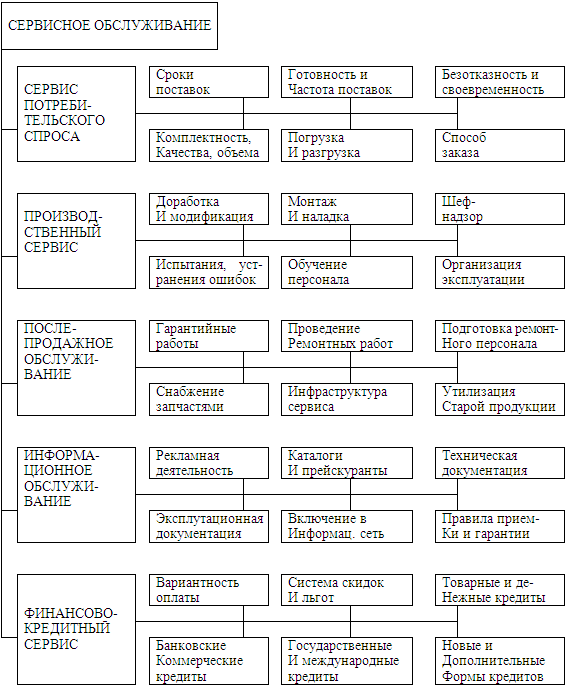 СЕРВИСНОЕ ОБСЛУЖИВАНИЕ
СЕРВИС
ПОТРЕБИ-
ТЕЛЬСКОГО
СПРОСА
Сроки
поставок
Готовность и
Частота поставок
Безотказность и
своевременность
Комплектность,
Качества, объема
Погрузка
И разгрузка
Способ
заказа
ПРОИЗВОД-
СТВЕННЫЙ
СЕРВИС
Доработка
И модификация
Монтаж
И наладка
Шеф-
надзор
Испытания, уст-
ранения ошибок
Обучение
персонала
Организация
эксплуатации
ПОСЛЕ-
ПРОДАЖНОЕ
ОБСЛУЖИ-
ВАНИЕ
Гарантийные
работы
Проведение
Ремонтных работ
Подготовка ремонт-
Ного персонала
Снабжение
запчастями
Инфраструктура
сервиса
Утилизация
Старой продукции
ИНФОРМА-
ЦИОННОЕ
ОБСЛУЖИ-
ВАНИЕ
Рекламная
деятельность
Каталоги
И прейскуранты
Техническая
документация
Эксплутационная
документация
Включение в
Информац. сеть
Правила прием-
Ки и гарантии
ФИНАНСОВО-
КРЕДИТНЫЙ
СЕРВИС
Вариантность
оплаты
Система скидок
И льгот
Товарные и де-
Нежные кредиты
Банковские
Коммерческие
кредиты
Государственные
И международные
кредиты
Новые и
Дополнительные
Формы кредитов